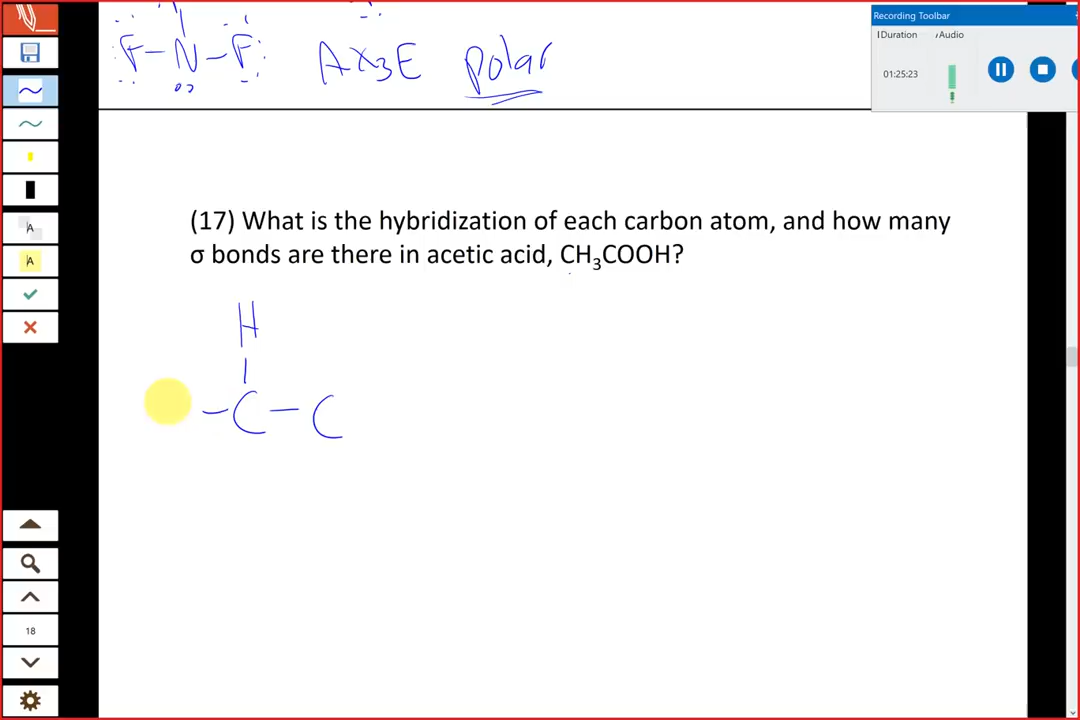 Recording Toolbar
Duration Audio
01:25:23
F–N–F AX₃E polar
(17) What is the hybridization of each carbon atom, and how many
σ bonds are there in acetic acid, CH₃COOH?
H
–C–C
A
A
18